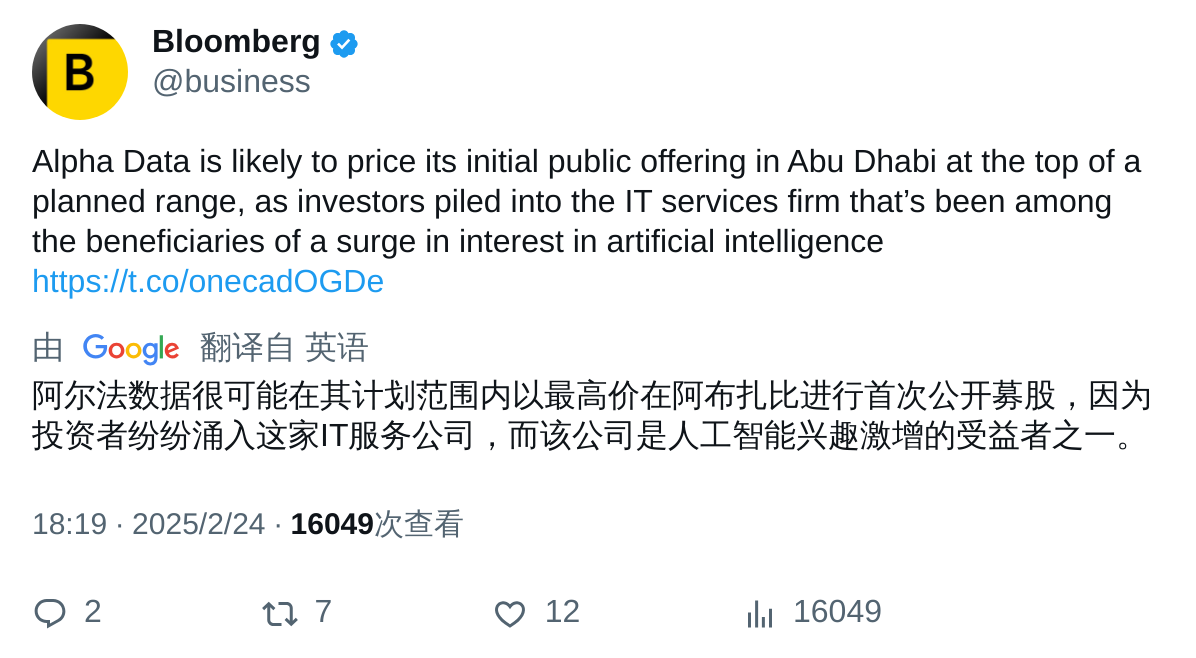 B
Bloomberg
@business
Alpha Data is likely to price its initial public offering in Abu Dhabi at the top of a
planned range, as investors piled into the IT services firm that’s been among
the beneficiaries of a surge in interest in artificial intelligence
https://t.co/onecadOGDe
由 Google 翻译自 英语
阿尔法数据很可能在其计划范围内以最高价在阿布扎比进行首次公开募股，因为
投资者纷纷涌入这家IT服务公司，而该公司是人工智能兴趣激增的受益者之一。
18:19 · 2025/2/24 · 16049次查看
2 7 12 16049